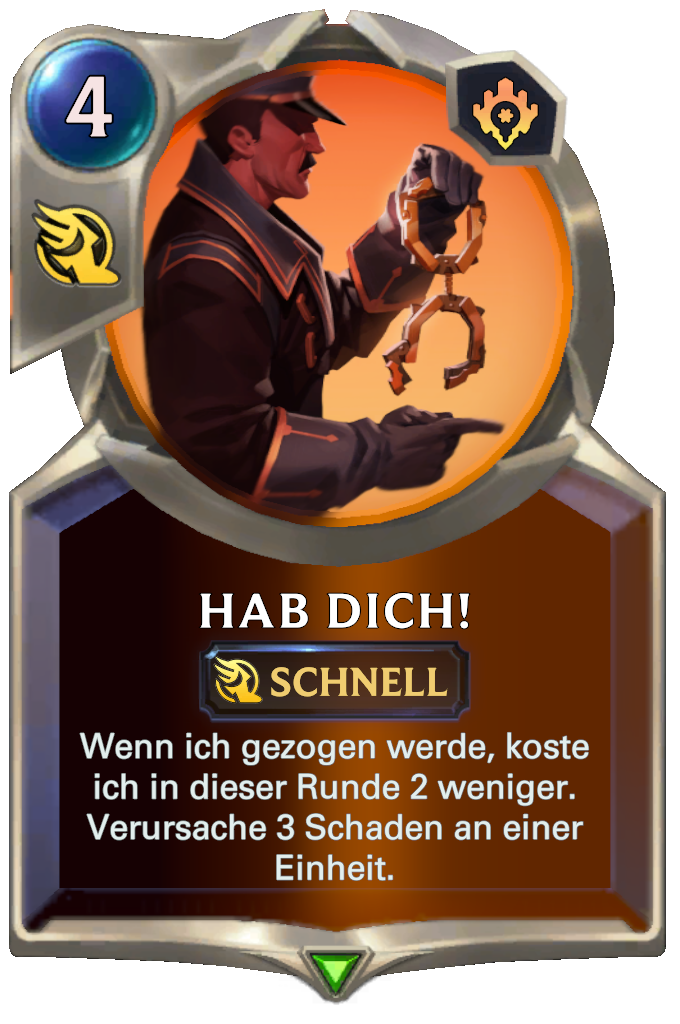 4
HAB DICH!
SCHNELL
Wenn ich gezogen werde, koste
ich in dieser Runde 2 weniger.
Verursache 3 Schaden an einer
Einheit.